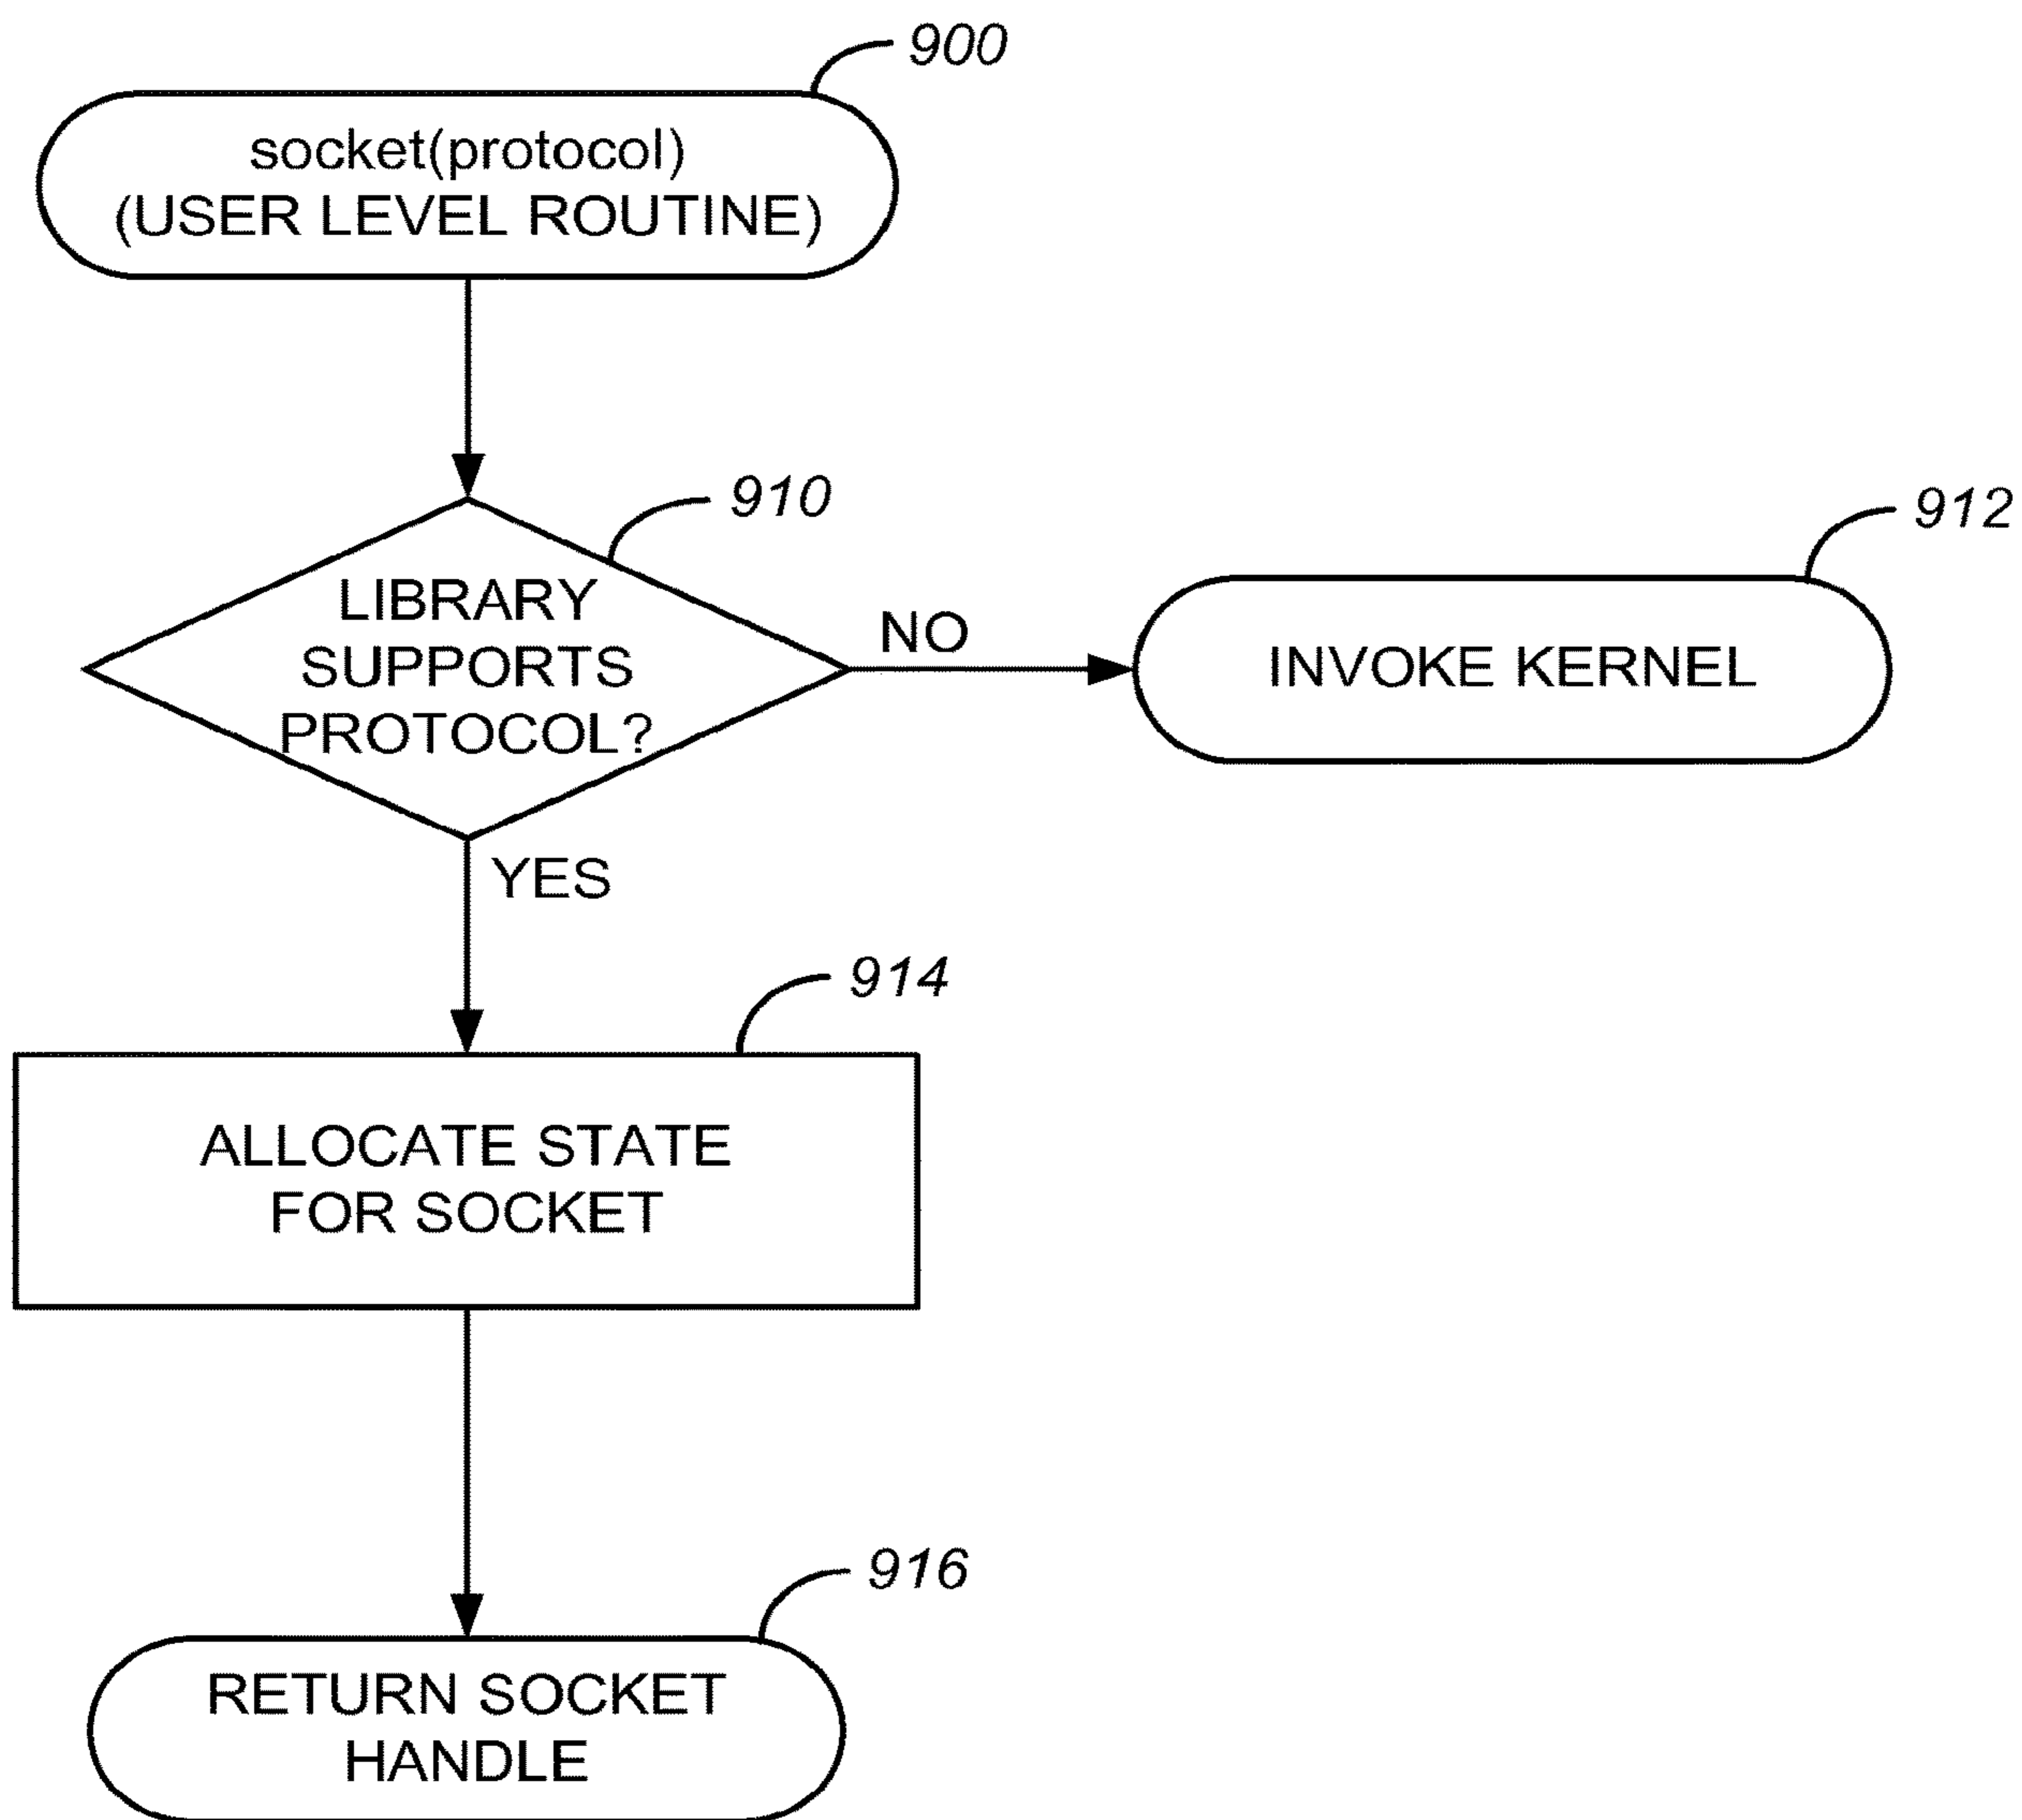 900
socket(protocol)
(USER LEVEL ROUTINE)
910
LIBRARY
SUPPORTS
PROTOCOL?
NO
912
INVOKE KERNEL
YES
914
ALLOCATE STATE
FOR SOCKET
916
RETURN SOCKET
HANDLE